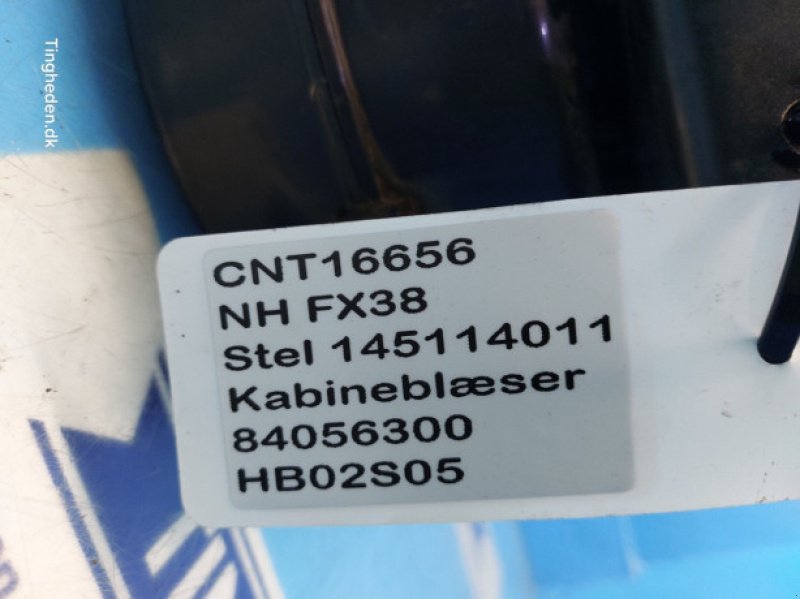 Tingheden.dk
CNT16656
NH FX38
Stel 145114011
Kabineblæser
84056300
HB02S05